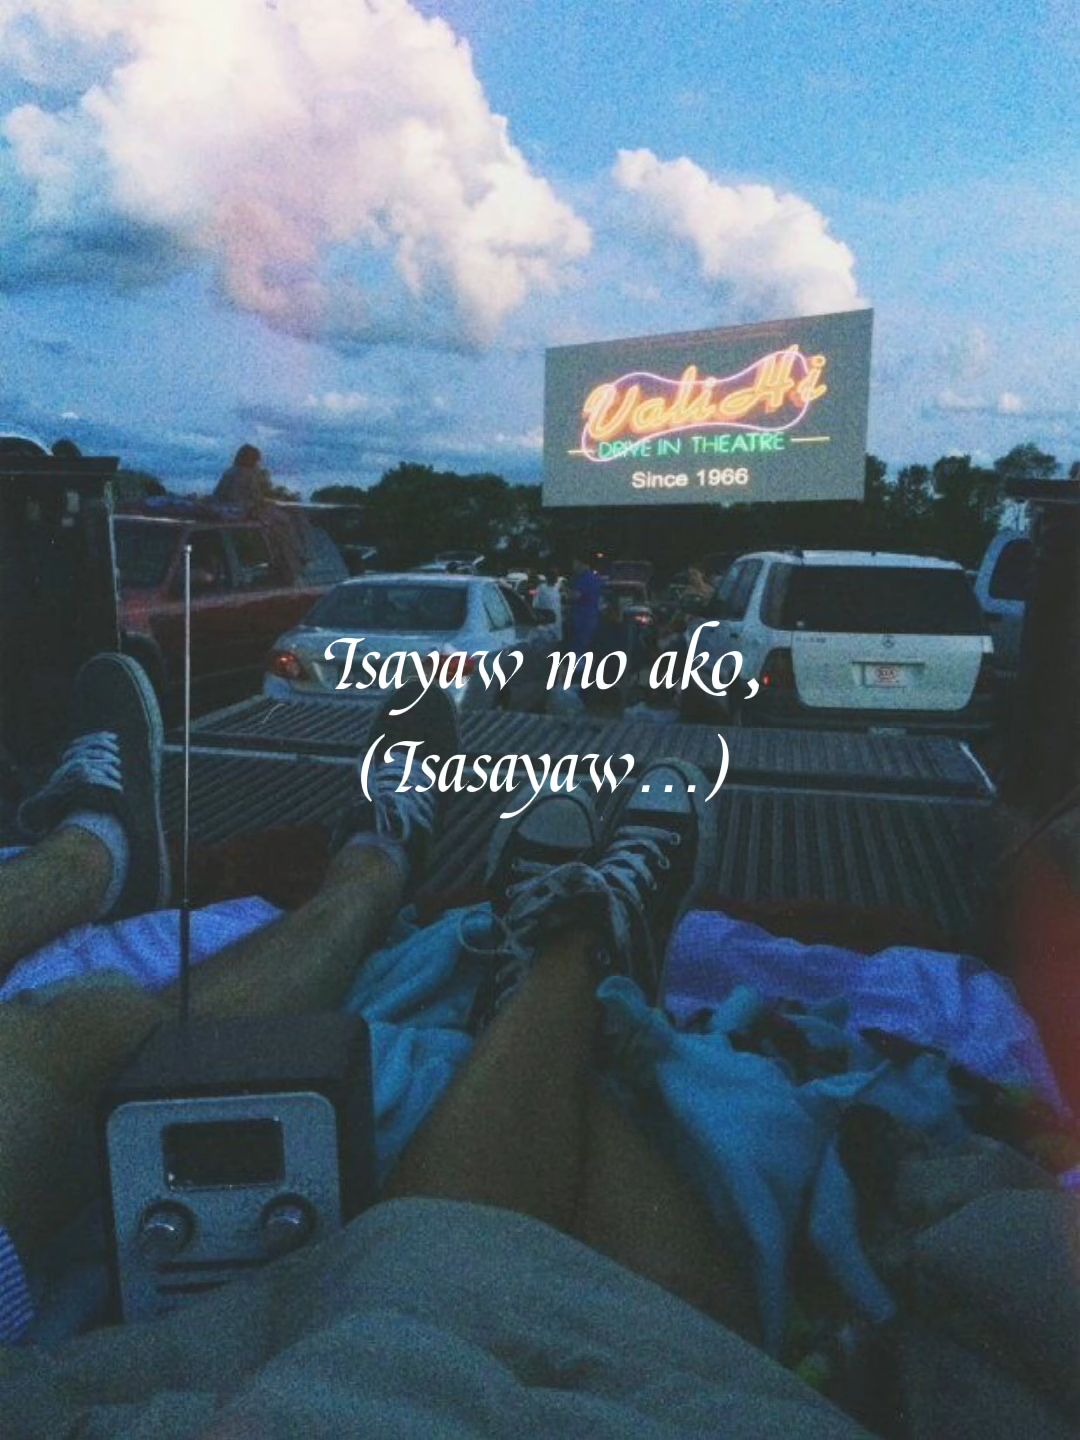 Vali Hi
DRIVE IN THEATRE
Since 1966
Isayaw mo ako,
(Isasayaw...)